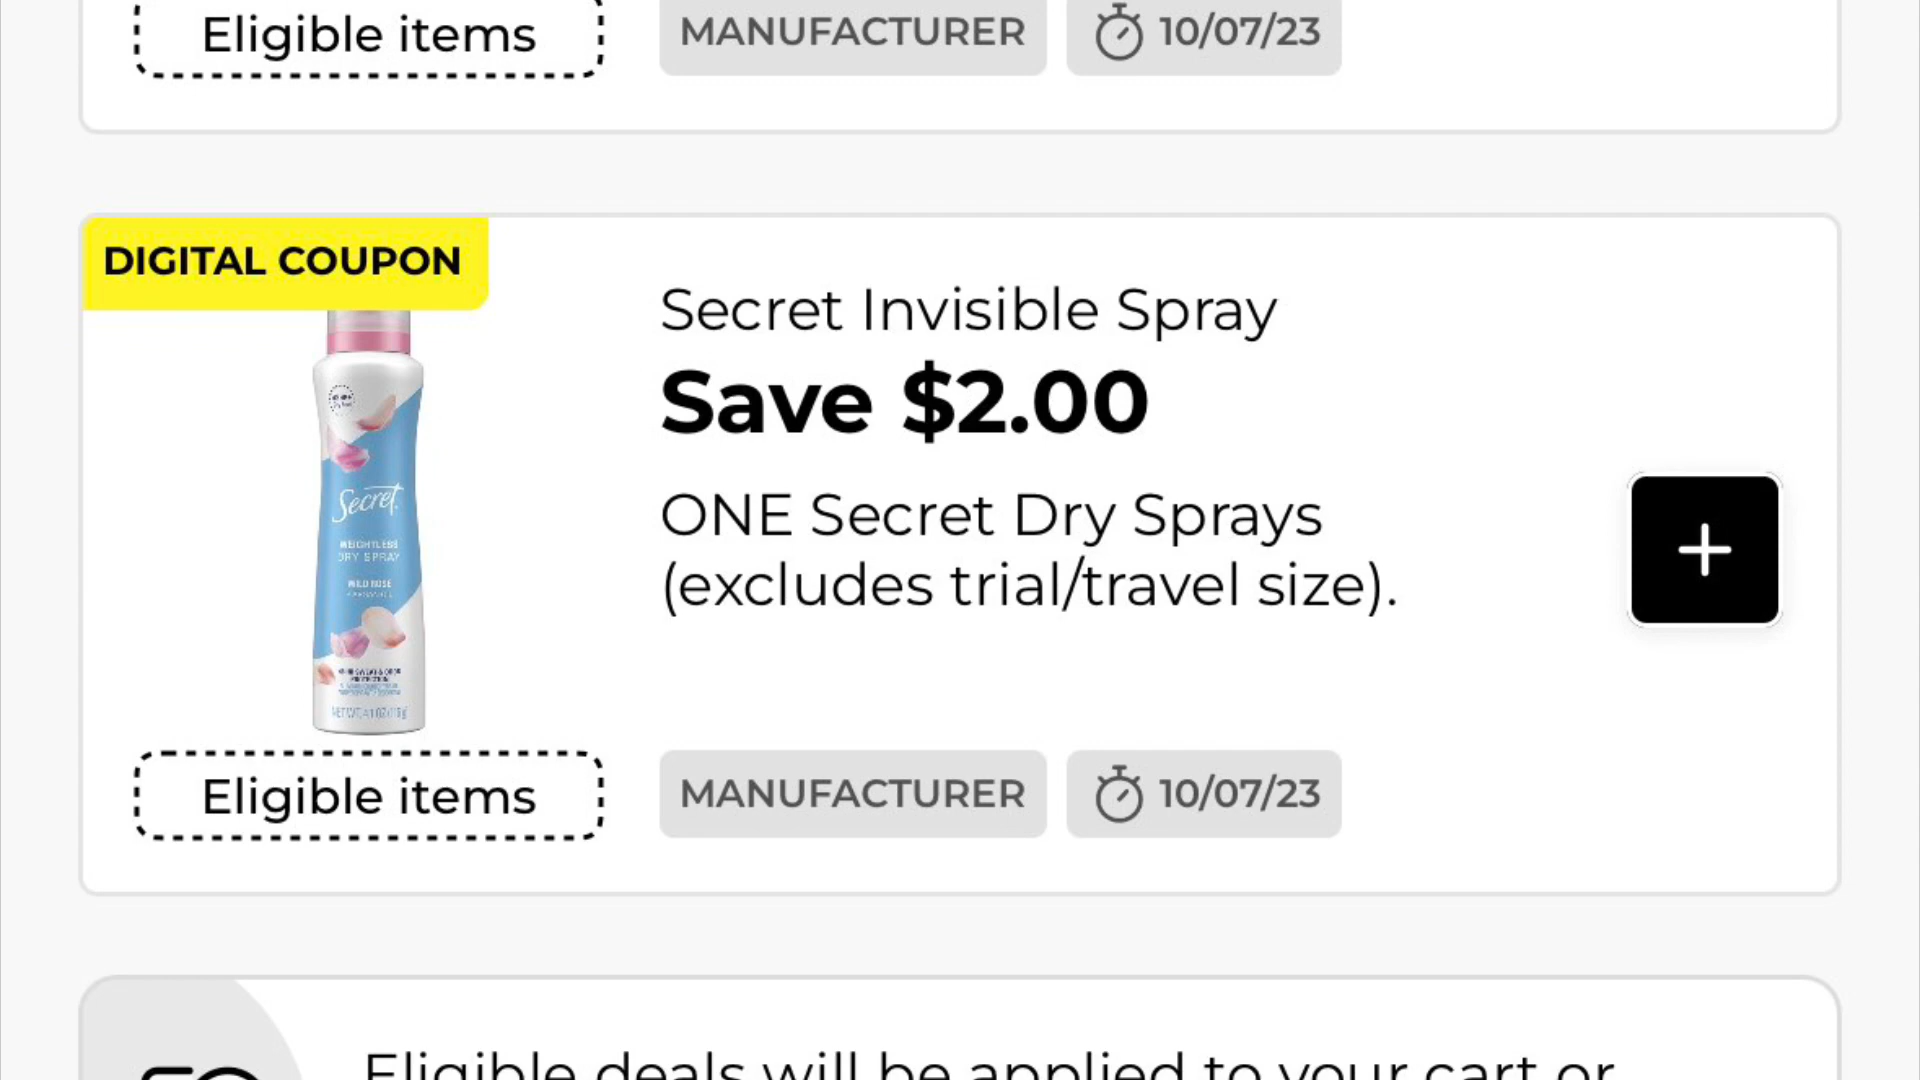 Eligible items
MANUFACTURER
10/07/23
DIGITAL COUPON
Secret Invisible Spray
Save $2.00
ONE Secret Dry Sprays
(excludes trial/travel size).
Secret
WEIGHTLESS
DRY SPRAY
WILD ROSE
Eligible items
MANUFACTURER
10/07/23
Eligible deals will be applied to your cart or